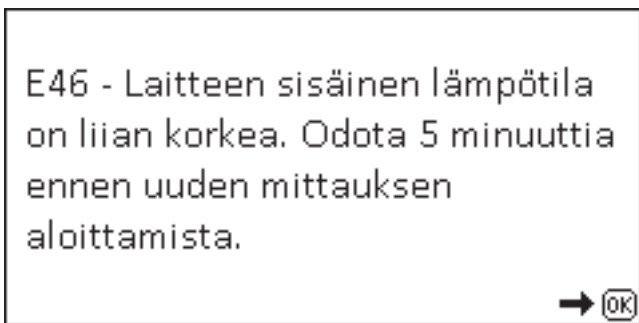 E46 - Laitteen sisäinen lämpötila
on liian korkea. Odota 5 minuuttia
ennen uuden mittauksen
aloittamista.
➡ OK